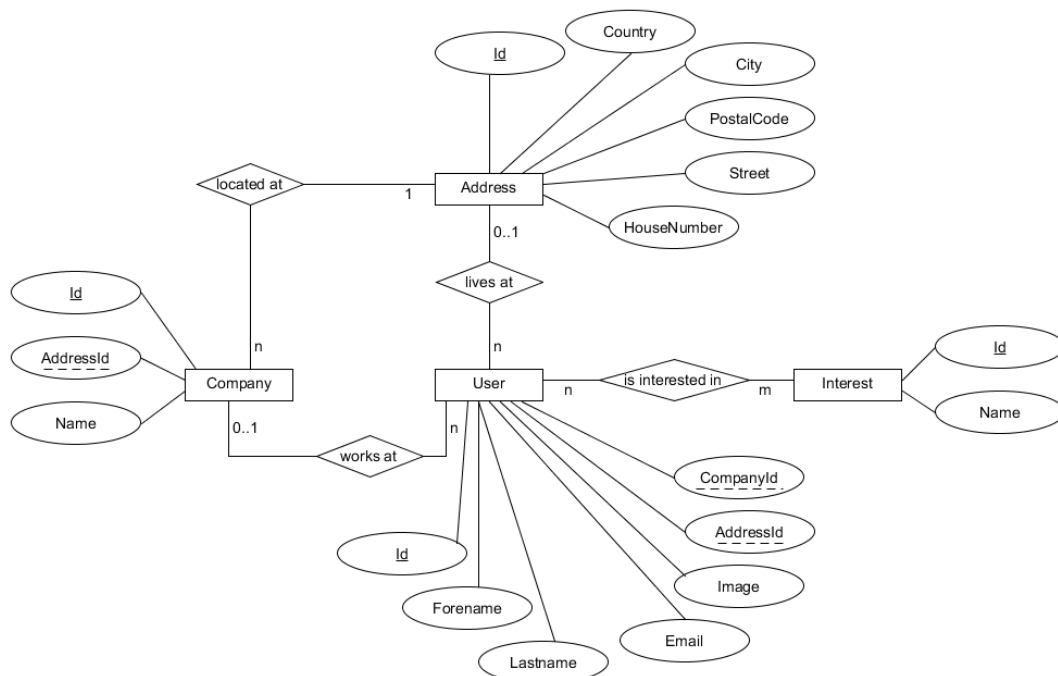 Country
Id
City
PostalCode
Street
HouseNumber
located at
1
Address
0..1
lives at
n
n
Id
AddressId
Name
Company
0..1
works at
n
User
n
is interested in
m
Interest
Id
Name
CompanyId
AddressId
Image
Email
Lastname
Forename
Id